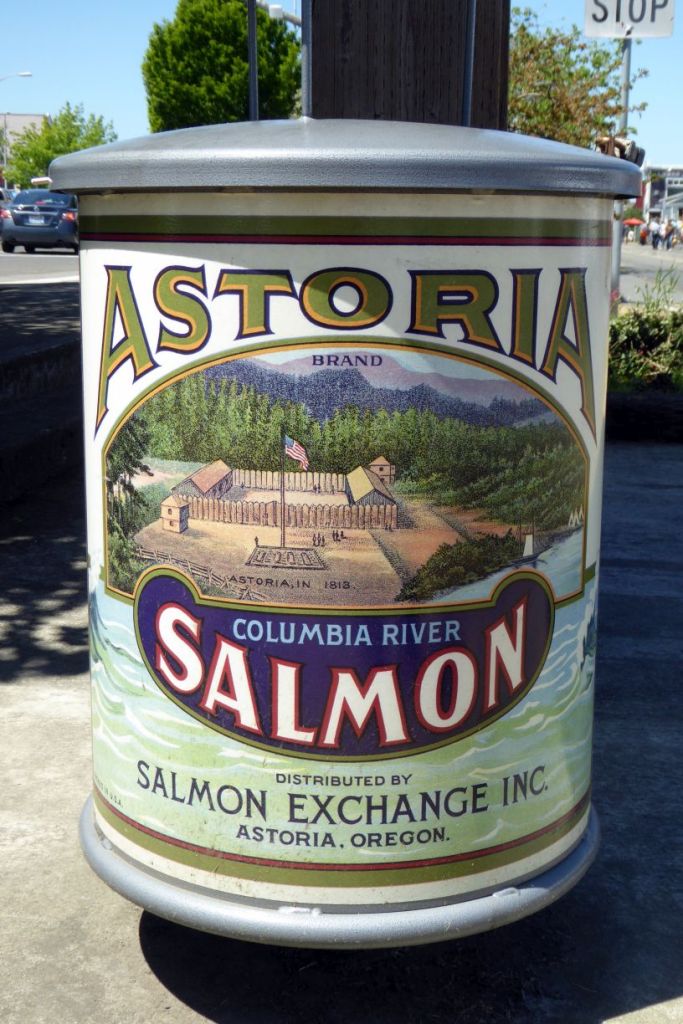 STOP
ASTORIA
BRAND
ASTORIA, IN 1813.
COLUMBIA RIVER
SALMON
DISTRIBUTED BY
SALMON EXCHANGE INC.
ASTORIA, OREGON.